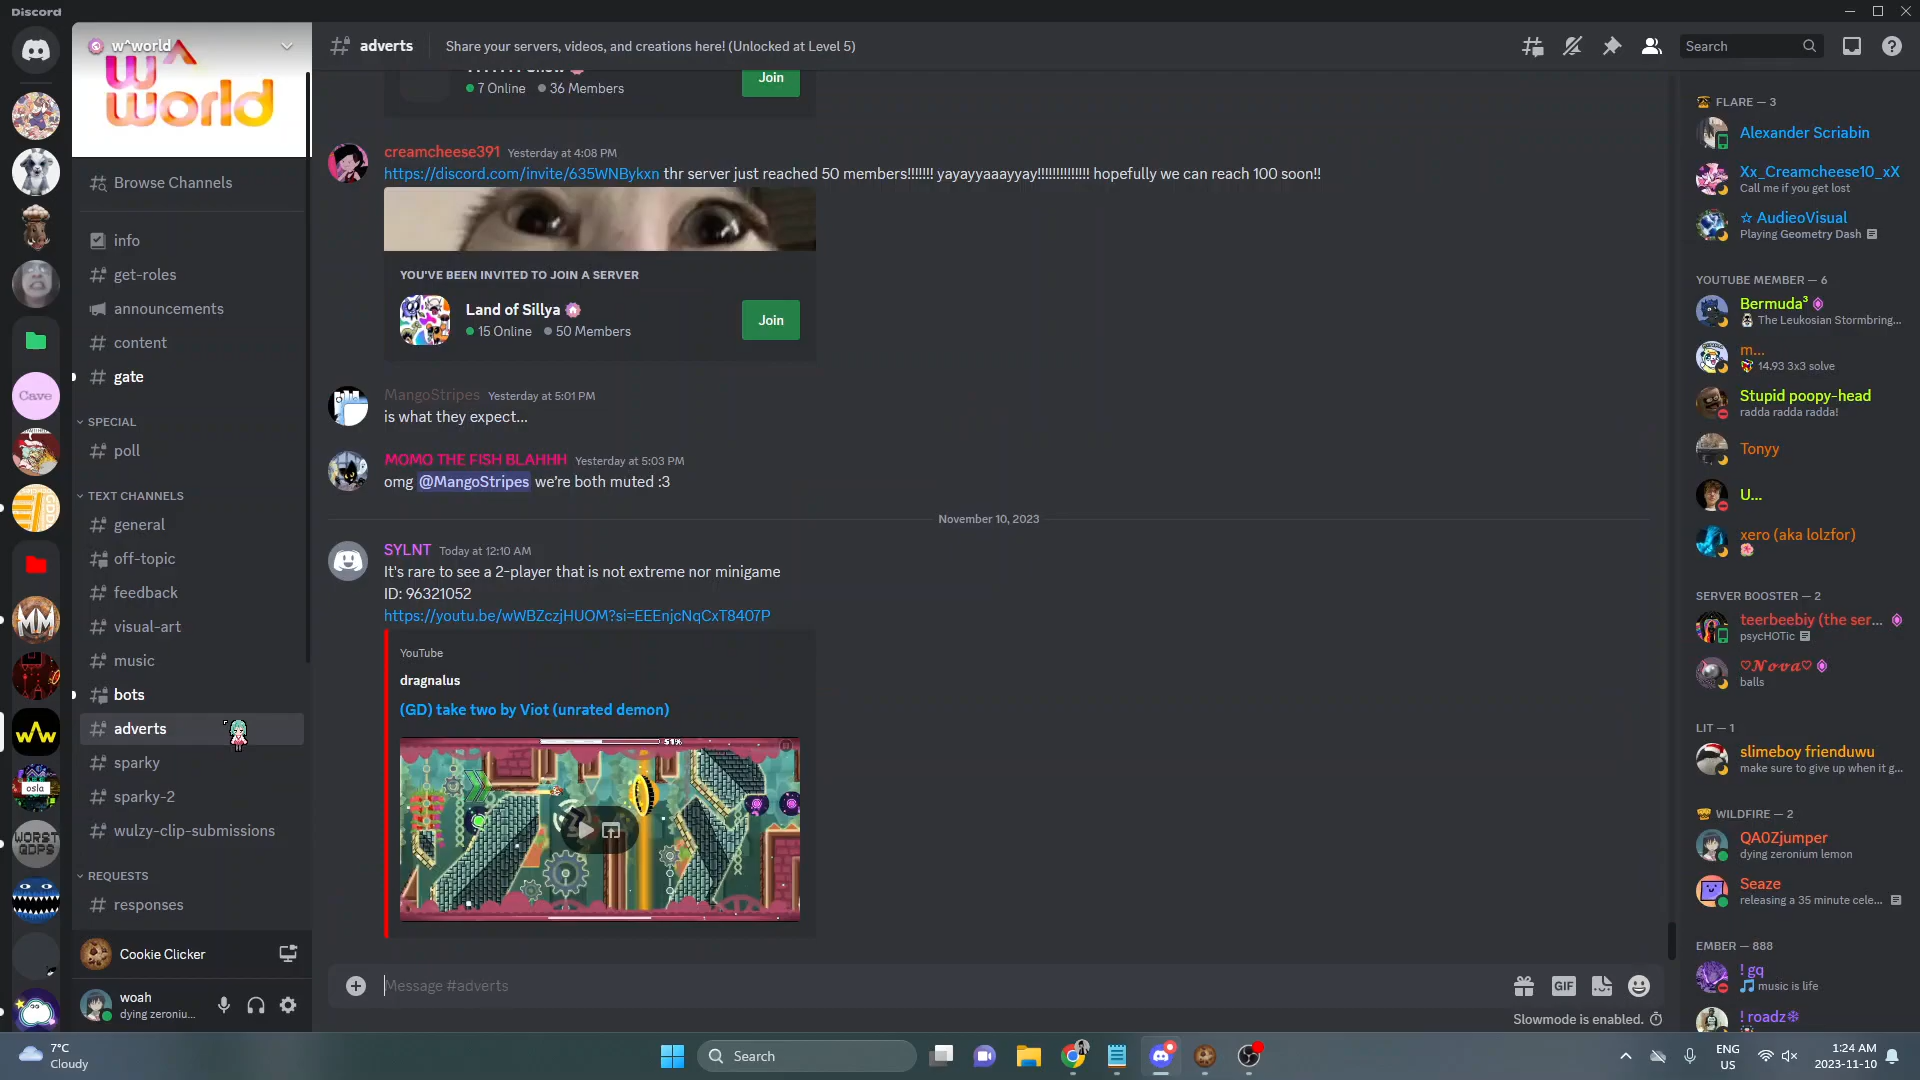 Discord
w^world
w^
world
Browse Channels
info
get-roles
announcements
content
gate
SPECIAL
poll
TEXT CHANNELS
general
off-topic
feedback
visual-art
music
bots
adverts
sparky
sparky-2
wulzy-clip-submissions
REQUESTS
responses
Cave
osla
WORST
GDPS
MM
Cookie Clicker
woah
dying zeroniu...
adverts
Share your servers, videos, and creations here! (Unlocked at Level 5)
Search
7 Online 36 Members
Join
creamcheese391 Yesterday at 4:08 PM
https://discord.com/invite/635WNBykxn thr server just reached 50 members!!!!!!! yayayyaaayyay!!!!!!!!!!!!!! hopefully we can reach 100 soon!!
YOU'VE BEEN INVITED TO JOIN A SERVER
Land of Sillya
15 Online 50 Members
Join
MangoStripes Yesterday at 5:01 PM
is what they expect...
MOMO THE FISH BLAHHH Yesterday at 5:03 PM
omg @MangoStripes we're both muted :3
November 10, 2023
SYLNT Today at 12:10 AM
It's rare to see a 2-player that is not extreme nor minigame
ID: 96321052
https://youtu.be/wWBZczjHUOM?si=EEEnjcNqCxT8407P
YouTube
dragnalus
(GD) take two by Viot (unrated demon)
51%
Message #adverts
GIF
Slowmode is enabled.
FLARE — 3
Alexander Scriabin
Xx_Creamcheese10_xX
Call me if you get lost
☆ AudieoVisual
Playing Geometry Dash
YOUTUBE MEMBER — 6
Bermuda³
The Leukosian Stormbring...
m...
14.93 3x3 solve
Stupid poopy-head
radda radda radda!
Tonyy
U...
xero (aka lolzfor)
SERVER BOOSTER — 2
teerbeebiy (the ser...
psycHOTic
♡𝓝𝓸𝓿𝓪♡
balls
LIT — 1
slimeboy frienduwu
make sure to give up when it g...
WILDFIRE — 2
QA0Zjumper
dying zeronium lemon
Seaze
releasing a 35 minute cele...
EMBER — 888
! gq
music is life
! roadz❄
7°C
Cloudy
Search
ENG
US
1:24 AM
2023-11-10